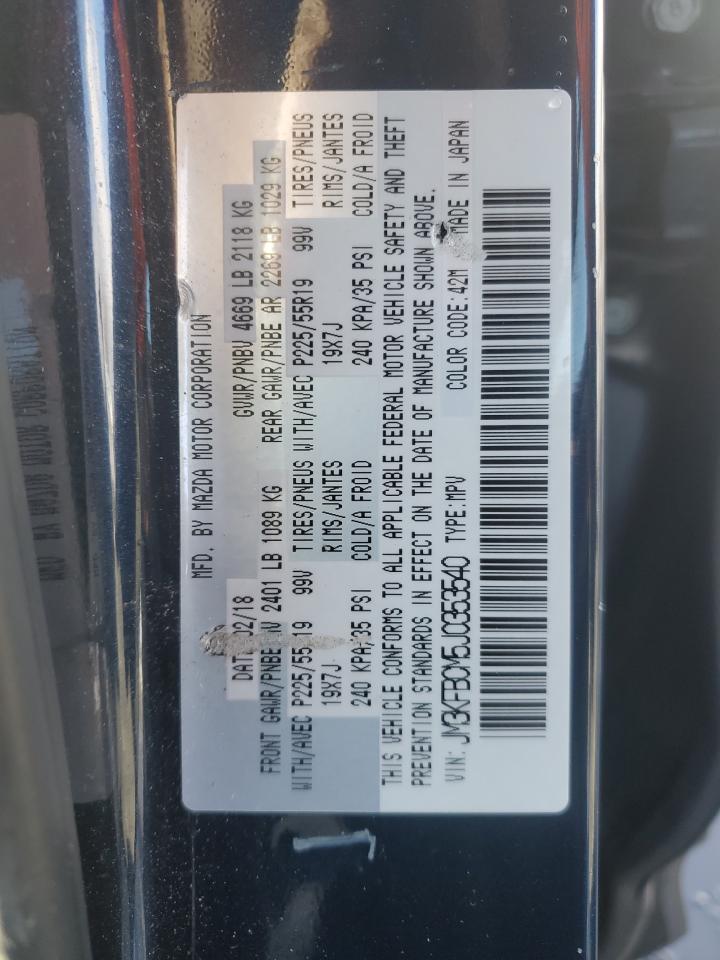 MFD. BY MAZDA MOTOR CORPORATION
DATE:02/18 GVWR/PNBV 4669 LB 2118 KG
FRONT GAWR/PNBE AV 2401 LB 1089 KG REAR GAWR/PNBE AR 2269 LB 1029 KG
WITH/AVEC P225/55R19 99V TIRES/PNEUS WITH/AVEC P225/55R19 99V TIRES/PNEUS
19X7J RIMS/JANTES 19X7J RIMS/JANTES
240 KPA/35 PSI COLD/A FROID 240 KPA/35 PSI COLD/A FROID
THIS VEHICLE CONFORMS TO ALL APPLICABLE FEDERAL MOTOR VEHICLE SAFETY AND THEFT
PREVENTION STANDARDS IN EFFECT ON THE DATE OF MANUFACTURE SHOWN ABOVE.
VIN: JM3KFBCM5J0353540 TYPE:MPV COLOR CODE:42M MADE IN JAPAN